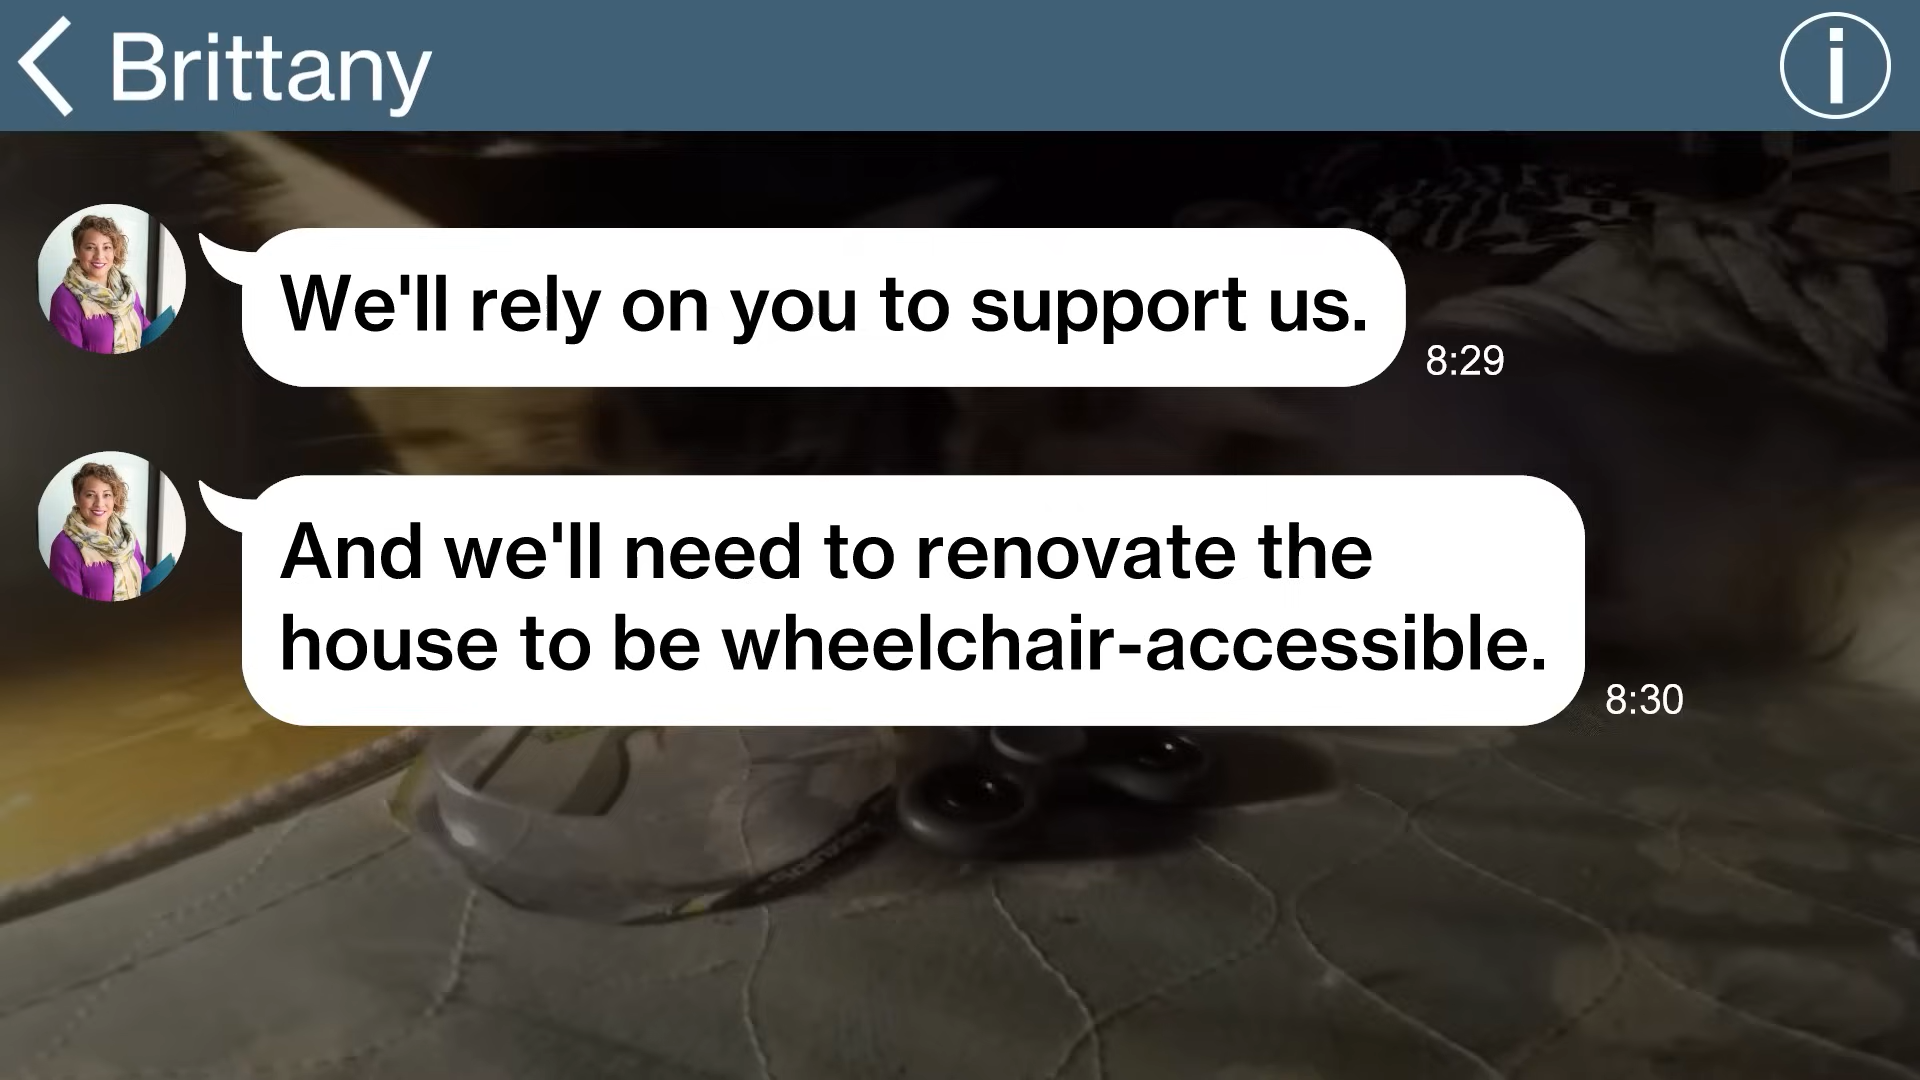 Brittany
We'll rely on you to support us.
8:29
And we'll need to renovate the
house to be wheelchair-accessible.
8:30